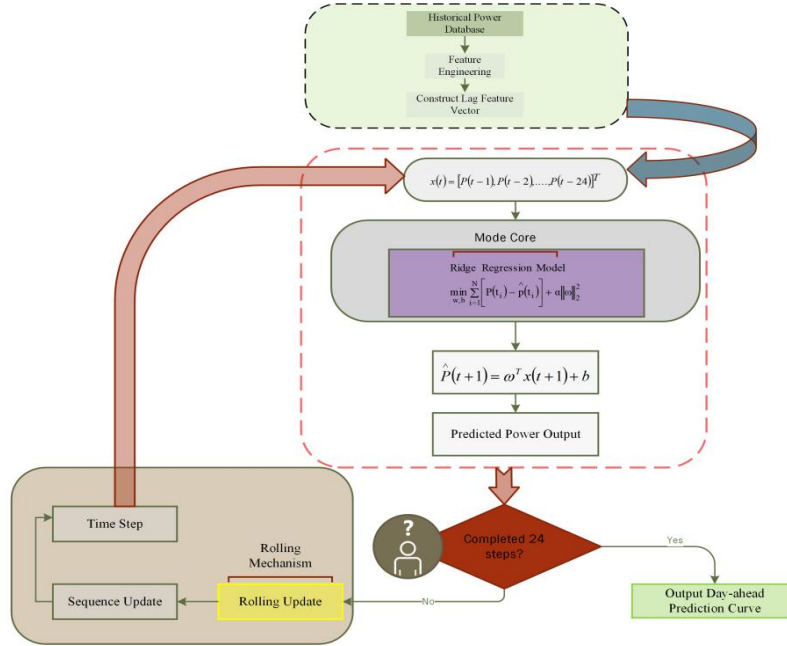 Historical Power
Database
Feature
Engineering
Construct Lag Feature
Vector
x(t) = [P(t−1), P(t−2),...., P(t−24)]^T
Mode Core
Ridge Regression Model
min_{w,b} ∑_{i=1}^{N} [P(t_i) − p̂(t_i)] + α‖ω‖_2^2
P̂(t+1) = ω^T x(t+1) + b
Predicted Power Output
Time Step
Rolling
Mechanism
Sequence Update
Rolling Update
?
Completed 24
steps?
Yes
No
Output Day-ahead
Prediction Curve